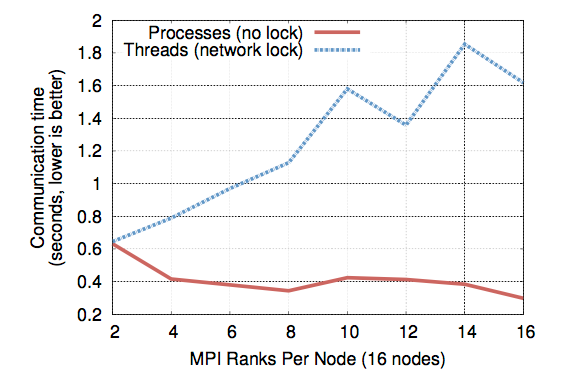 Processes (no lock)
Threads (network lock)
2
1.8
1.6
1.4
1.2
1
0.8
0.6
0.4
0.2
Communication time
(seconds, lower is better)
2 4 6 8 10 12 14 16
MPI Ranks Per Node (16 nodes)